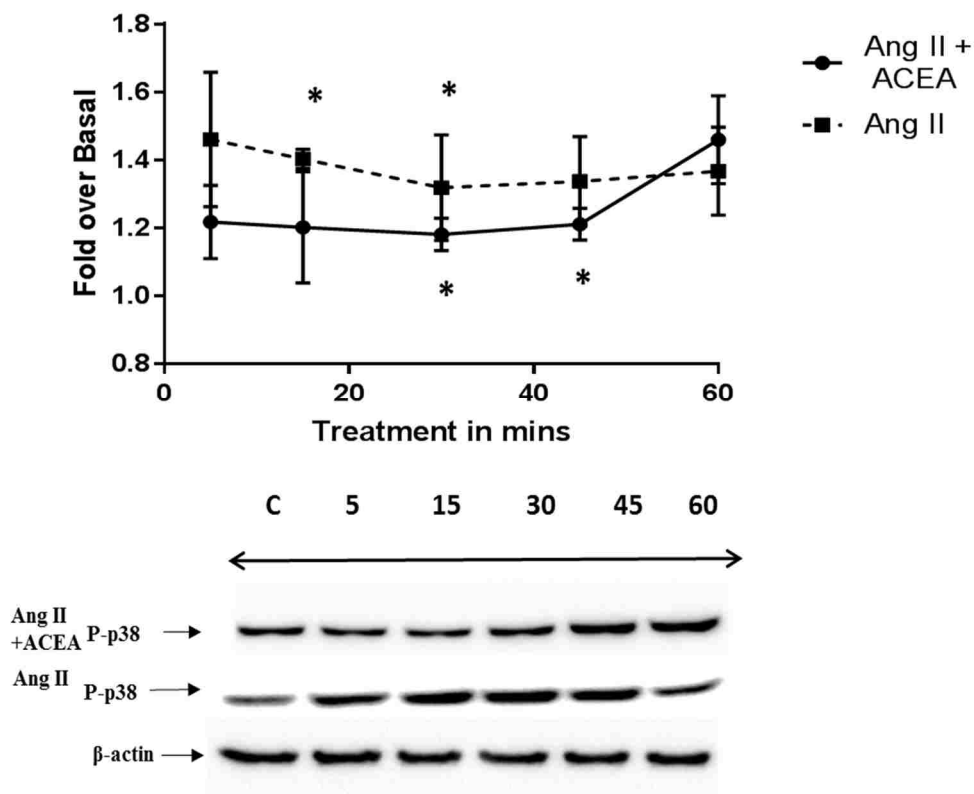 1.8
1.6
1.4
1.2
1.0
0.8
Fold over Basal
0 20 40 60
Treatment in mins
* *
* *
Ang II +
ACEA
Ang II
C 5 15 30 45 60
Ang II
+ACEA P-p38
Ang II P-p38
β-actin